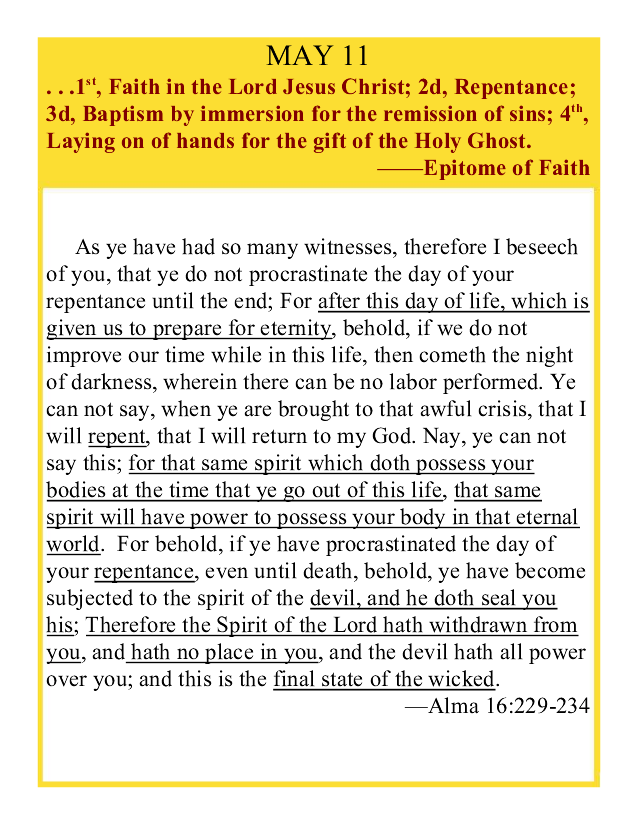 MAY 11
. . .1st, Faith in the Lord Jesus Christ; 2d, Repentance;
3d, Baptism by immersion for the remission of sins; 4th,
Laying on of hands for the gift of the Holy Ghost.
——Epitome of Faith
As ye have had so many witnesses, therefore I beseech
of you, that ye do not procrastinate the day of your
repentance until the end; For after this day of life, which is
given us to prepare for eternity, behold, if we do not
improve our time while in this life, then cometh the night
of darkness, wherein there can be no labor performed. Ye
can not say, when ye are brought to that awful crisis, that I
will repent, that I will return to my God. Nay, ye can not
say this; for that same spirit which doth possess your
bodies at the time that ye go out of this life, that same
spirit will have power to possess your body in that eternal
world. For behold, if ye have procrastinated the day of
your repentance, even until death, behold, ye have become
subjected to the spirit of the devil, and he doth seal you
his; Therefore the Spirit of the Lord hath withdrawn from
you, and hath no place in you, and the devil hath all power
over you; and this is the final state of the wicked.
—Alma 16:229-234